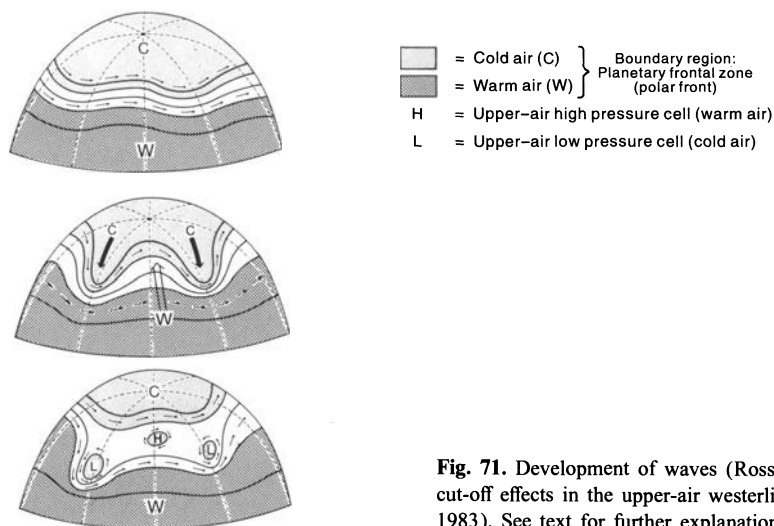 C
W
= Cold air (C)
= Warm air (W)
Boundary region:
Planetary frontal zone
(polar front)
H = Upper-air high pressure cell (warm air)
L = Upper-air low pressure cell (cold air)
C C
W
C
H
L L
W
Fig. 71. Development of waves (Ross
cut-off effects in the upper-air westerli
1983). See text for further explanation